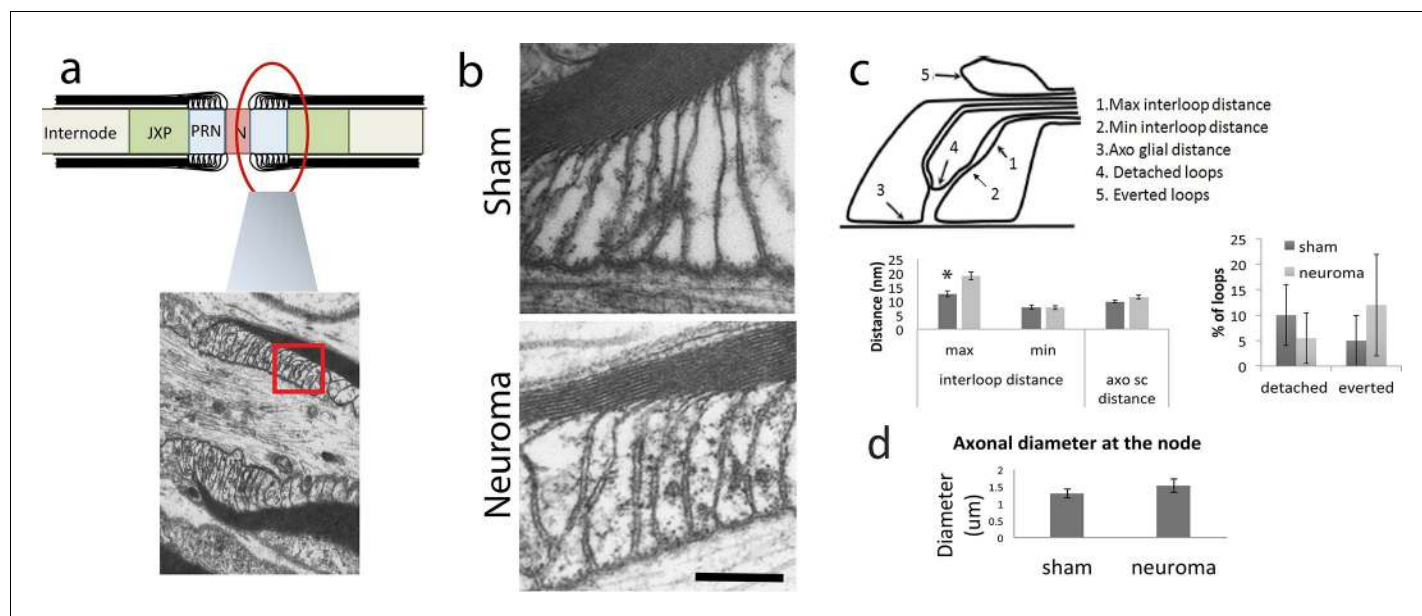 a
Internode
JXP
PRN
N
b
Sham
Neuroma
c
5
4
1
3
2
1.Max interloop distance
2.Min interloop distance
3.Axo glial distance
4. Detached loops
5. Everted loops
Distance (nm)
25
20
15
10
5
0
*
max
min
interloop distance
axo sc
distance
% of loops
25
20
15
10
5
0
sham
neuroma
detached
everted
d
Axonal diameter at the node
Diameter
(um)
2
1.5
1
0.5
0
sham
neuroma